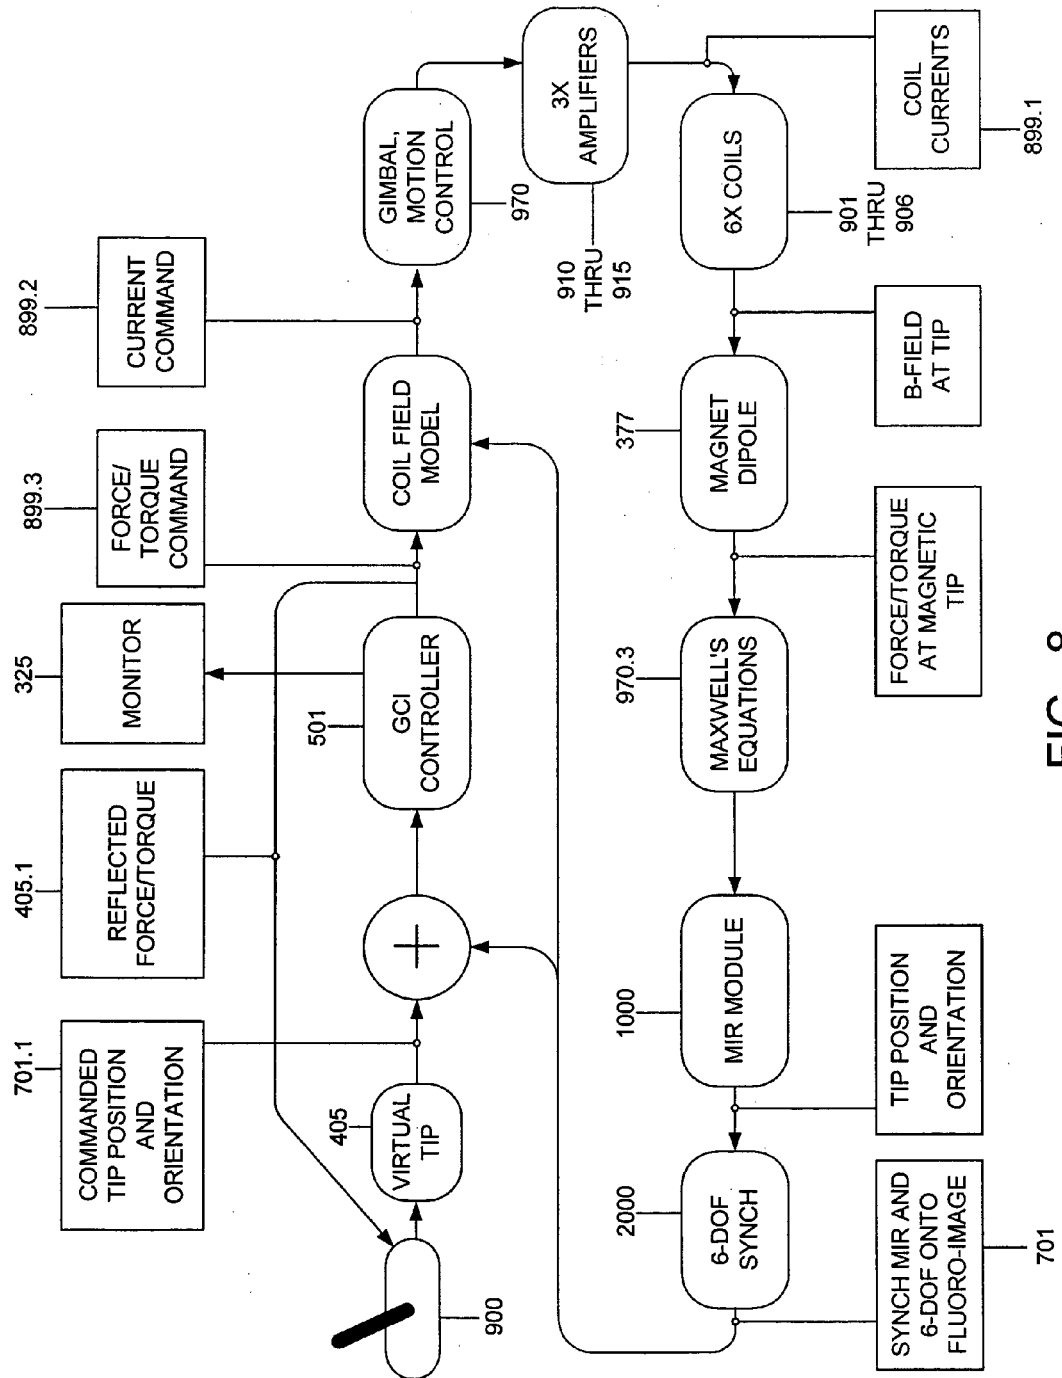 701.1
COMMANDED
TIP POSITION
AND
ORIENTATION
405.1
REFLECTED
FORCE/TORQUE
325
MONITOR
899.3
FORCE/
TORQUE
COMMAND
899.2
CURRENT
COMMAND
900
VIRTUAL
TIP
405
GCI
CONTROLLER
501
COIL FIELD
MODEL
GIMBAL,
MOTION
CONTROL
970
3X
AMPLIFIERS
910
THRU
915
6X COILS
901
THRU
906
COIL
CURRENTS
899.1
B-FIELD
AT TIP
377
MAGNET
DIPOLE
FORCE/TORQUE
AT MAGNETIC
TIP
970.3
MAXWELL'S
EQUATIONS
1000
MIR MODULE
TIP POSITION
AND
ORIENTATION
2000
6-DOF
SYNCH
SYNCH MIR AND
6-DOF ONTO
FLUORO-IMAGE
701
FIG. 8